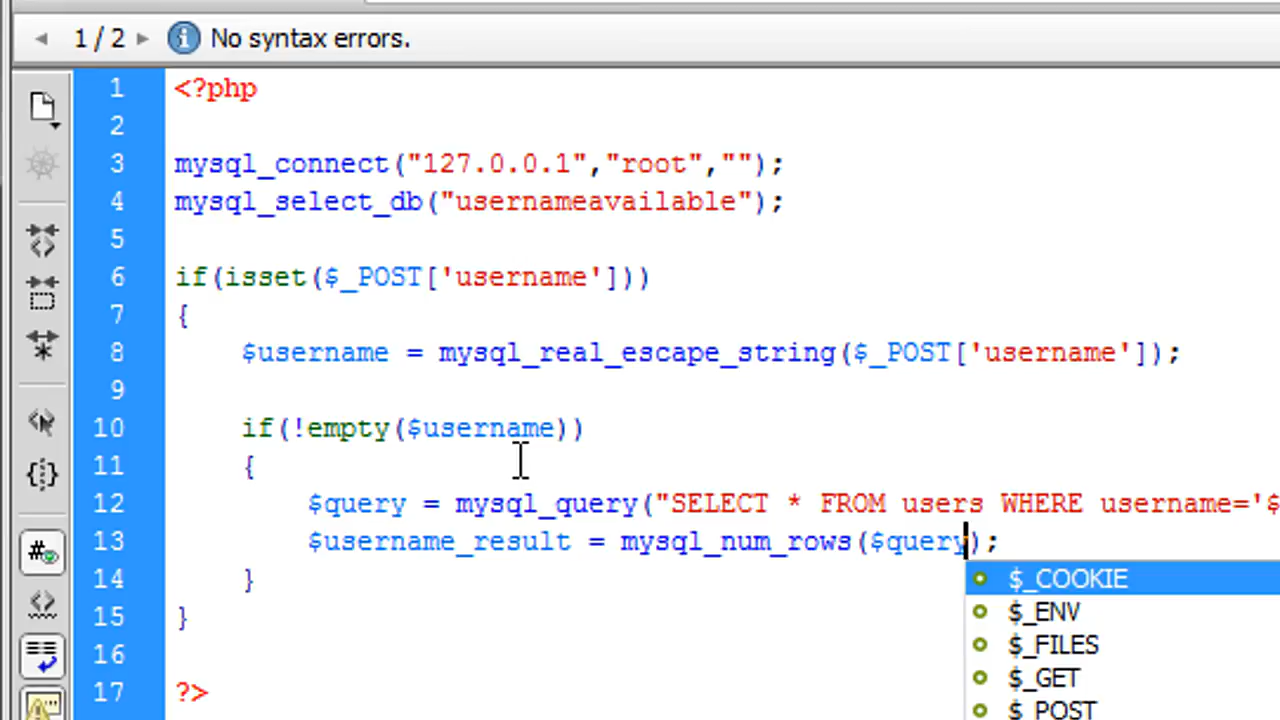 1 / 2 No syntax errors.
1 <?php
2
3 mysql_connect("127.0.0.1","root","");
4 mysql_select_db("usernameavailable");
5
6 if(isset($_POST['username']))
7 {
8 $username = mysql_real_escape_string($_POST['username']);
9
10 if(!empty($username))
11 {
12 $query = mysql_query("SELECT * FROM users WHERE username='$
13 $username_result = mysql_num_rows($query);
14 }
$_COOKIE
15 }
$_ENV
16
$_FILES
$_GET
17 ?>
$_POST